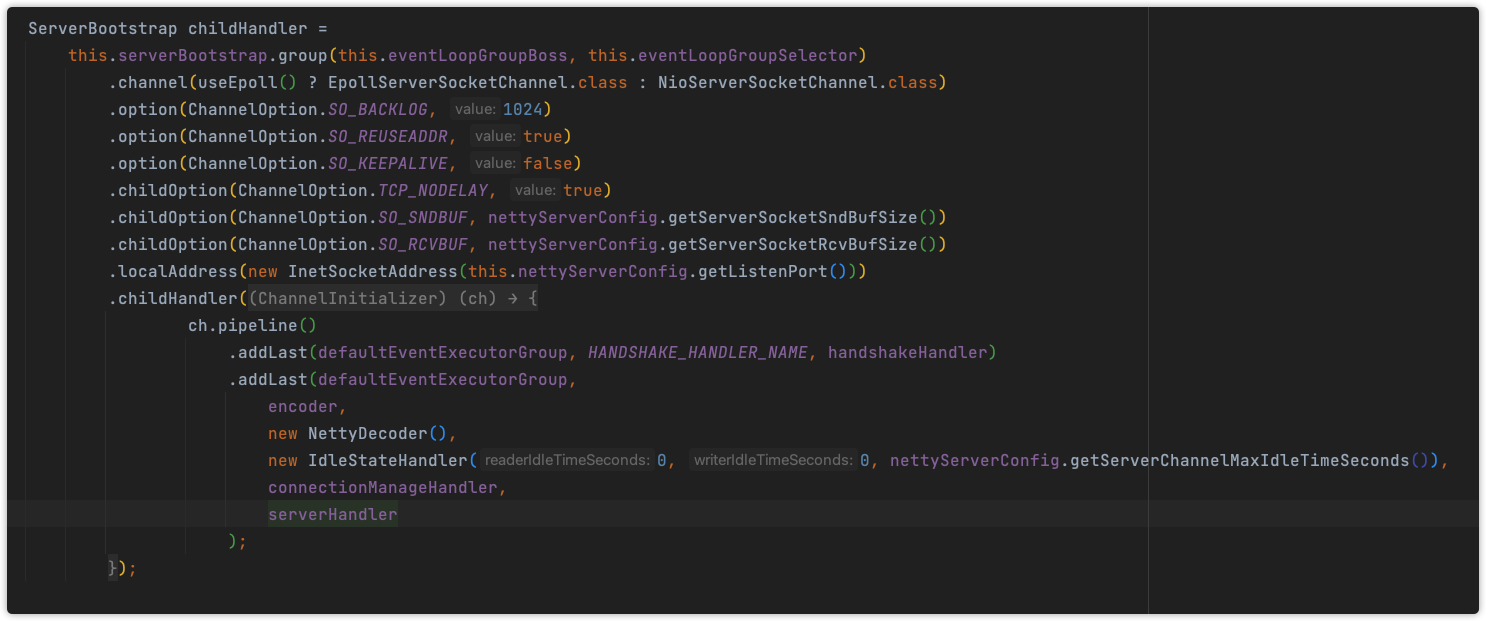 ServerBootstrap childHandler =
this.serverBootstrap.group(this.eventLoopGroupBoss, this.eventLoopGroupSelector)
.channel(useEpoll() ? EpollServerSocketChannel.class : NioServerSocketChannel.class)
.option(ChannelOption.SO_BACKLOG, value: 1024)
.option(ChannelOption.SO_REUSEADDR, value: true)
.option(ChannelOption.SO_KEEPALIVE, value: false)
.childOption(ChannelOption.TCP_NODELAY, value: true)
.childOption(ChannelOption.SO_SNDBUF, nettyServerConfig.getServerSocketSndBufSize())
.childOption(ChannelOption.SO_RCVBUF, nettyServerConfig.getServerSocketRcvBufSize())
.localAddress(new InetSocketAddress(this.nettyServerConfig.getListenPort()))
.childHandler((ChannelInitializer) (ch) → {
ch.pipeline()
.addLast(defaultEventExecutorGroup, HANDSHAKE_HANDLER_NAME, handshakeHandler)
.addLast(defaultEventExecutorGroup,
encoder,
new NettyDecoder(),
new IdleStateHandler( readerIdleTimeSeconds: 0, writerIdleTimeSeconds: 0, nettyServerConfig.getServerChannelMaxIdleTimeSeconds()),
connectionManageHandler,
serverHandler
);
});